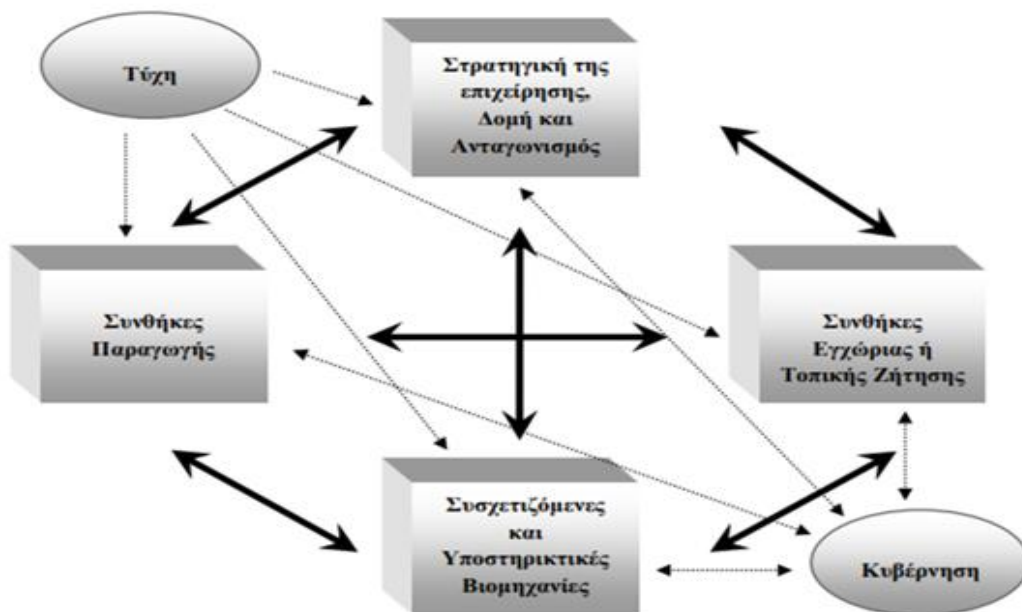 Τύχη
Στρατηγική της
επιχείρησης,
Δομή και
Ανταγωνισμός
Συνθήκες
Παραγωγής
Συνθήκες
Εγχώριας ή
Τοπικής Ζήτησης
Συσχετιζόμενες
και
Υποστηρικτικές
Βιομηχανίες
Κυβέρνηση